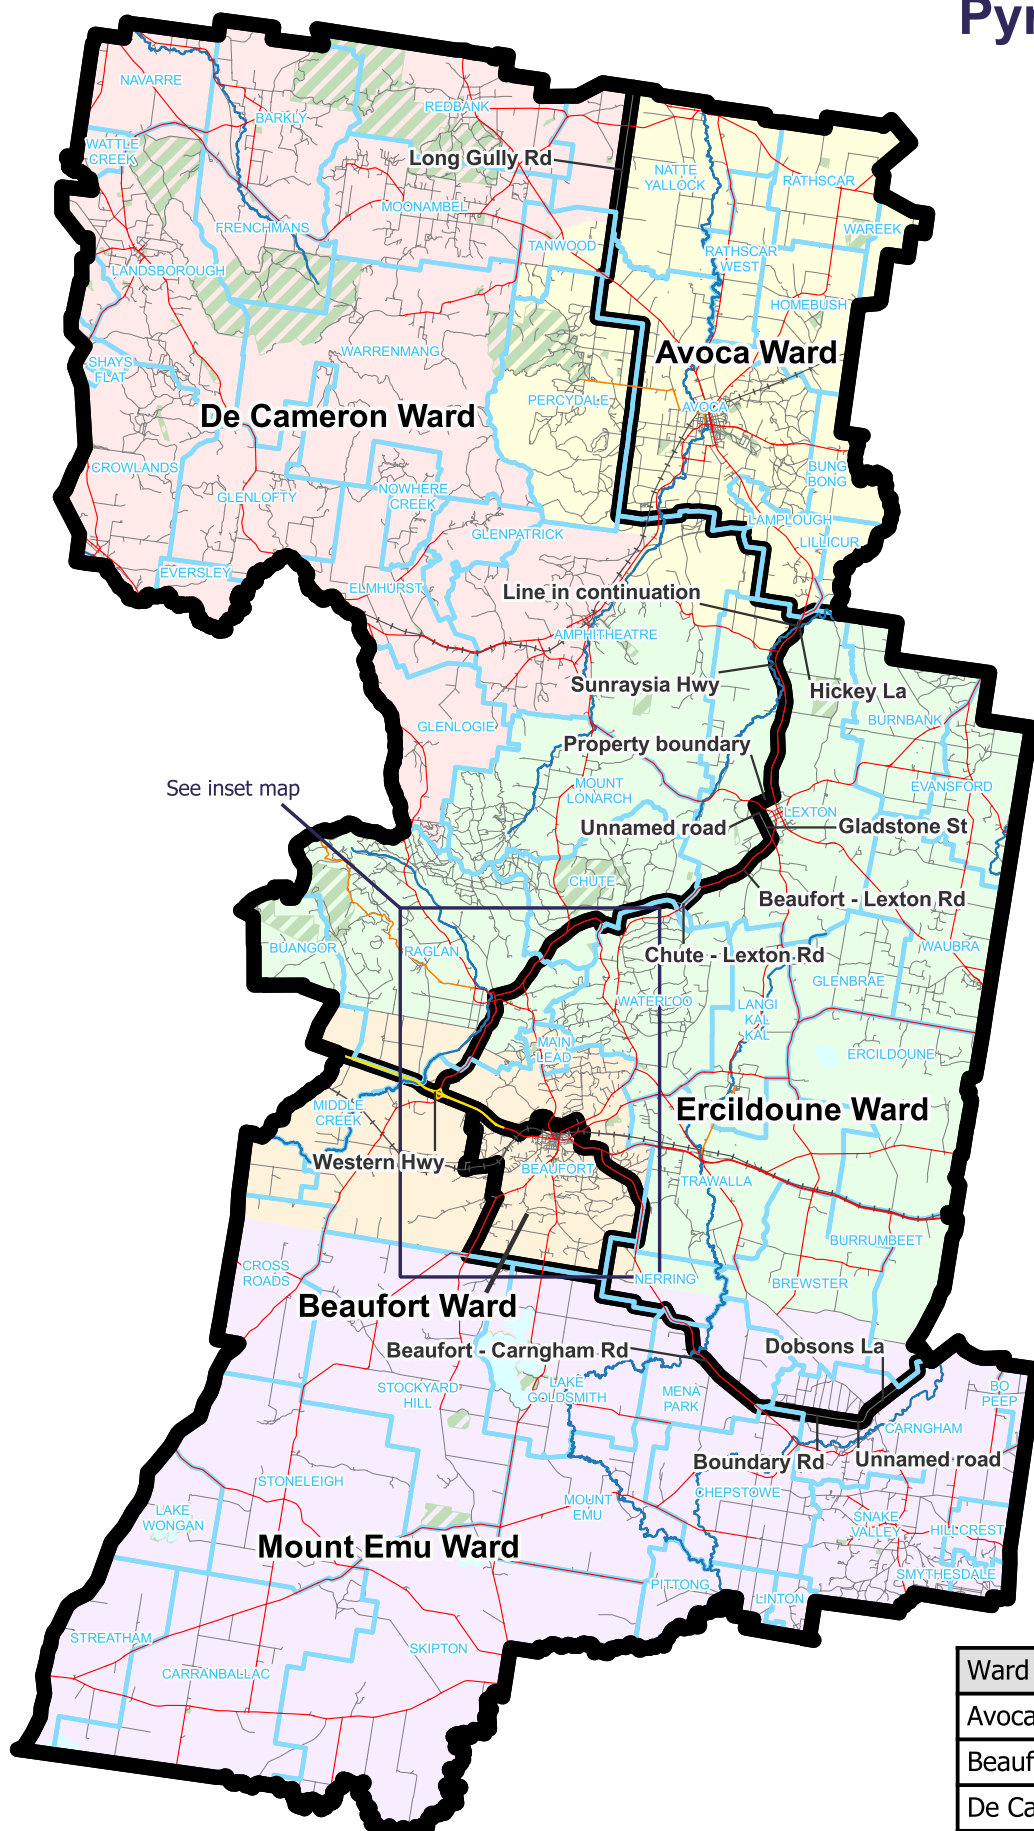 Pyr
NAVARRE
BARKLY
REDBANK
WATTLE
CREEK
Long Gully Rd
NATTE
YALLOCK
RATHSCAR
MOONAMBEL
FRENCHMANS
TANWOOD
WAREEK
RATHSCAR
WEST
LANDSBOROUGH
HOMEBUSH
WARRENMANG
Avoca Ward
SHAYS
FLAT
PERCYDALE
AVOCA
De Cameron Ward
CROWLANDS
BUNG
BONG
GLENLOFTY
NOWHERE
CREEK
LAMPLOUGH
GLENPATRICK
LILLICUR
EVERSLEY
ELMHURST
Line in continuation
AMPHITHEATRE
Sunraysia Hwy
Hickey La
GLENLOGIE
BURNBANK
Property boundary
See inset map
MOUNT
LONARCH
EVANSFORD
LEXTON
Unnamed road
Gladstone St
CHUTE
Beaufort - Lexton Rd
BUANGOR
RAGLAN
Chute - Lexton Rd
WAUBRA
GLENBRAE
WATERLOO
LANGI
KAL
KAL
MAIN
LEAD
ERCILDOUNE
MIDDLE
CREEK
Ercildoune Ward
Western Hwy
BEAUFORT
TRAWALLA
BURRUMBEET
CROSS
ROADS
NERRING
BREWSTER
Beaufort Ward
Beaufort - Carngham Rd
Dobsons La
STOCKYARD
HILL
LAKE
GOLDSMITH
MENA
PARK
BO
PEEP
CARNGHAM
Boundary Rd
Unnamed road
STONELEIGH
CHEPSTOWE
LAKE
WONGAN
MOUNT
EMU
SNAKE
VALLEY
HILLCREST
Mount Emu Ward
SMYTHESDALE
PITTONG
LINTON
STREATHAM
SKIPTON
CARRANBALLAC
Ward
Avoca
Beauf
De Ca